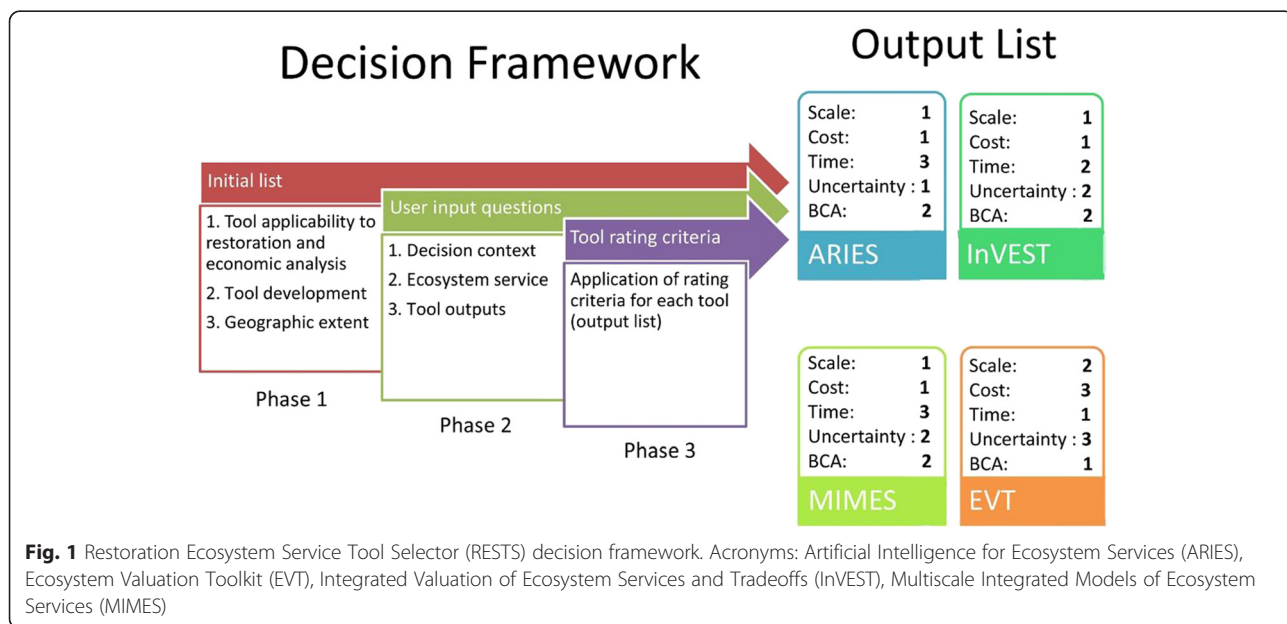 Decision Framework
Output List
Initial list
1. Tool applicability to
restoration and
economic analysis
2. Tool development
3. Geographic extent
Phase 1
User input questions
1. Decision context
2. Ecosystem service
3. Tool outputs
Phase 2
Tool rating criteria
Application of rating
criteria for each tool
(output list)
Phase 3
Scale: 1
Cost: 1
Time: 3
Uncertainty : 1
BCA: 2
ARIES
Scale: 1
Cost: 1
Time: 2
Uncertainty : 2
BCA: 2
InVEST
Scale: 1
Cost: 1
Time: 3
Uncertainty : 2
BCA: 2
MIMES
Scale: 2
Cost: 3
Time: 1
Uncertainty : 3
BCA: 1
EVT
Fig. 1 Restoration Ecosystem Service Tool Selector (RESTS) decision framework. Acronyms: Artificial Intelligence for Ecosystem Services (ARIES),
Ecosystem Valuation Toolkit (EVT), Integrated Valuation of Ecosystem Services and Tradeoffs (InVEST), Multiscale Integrated Models of Ecosystem
Services (MIMES)